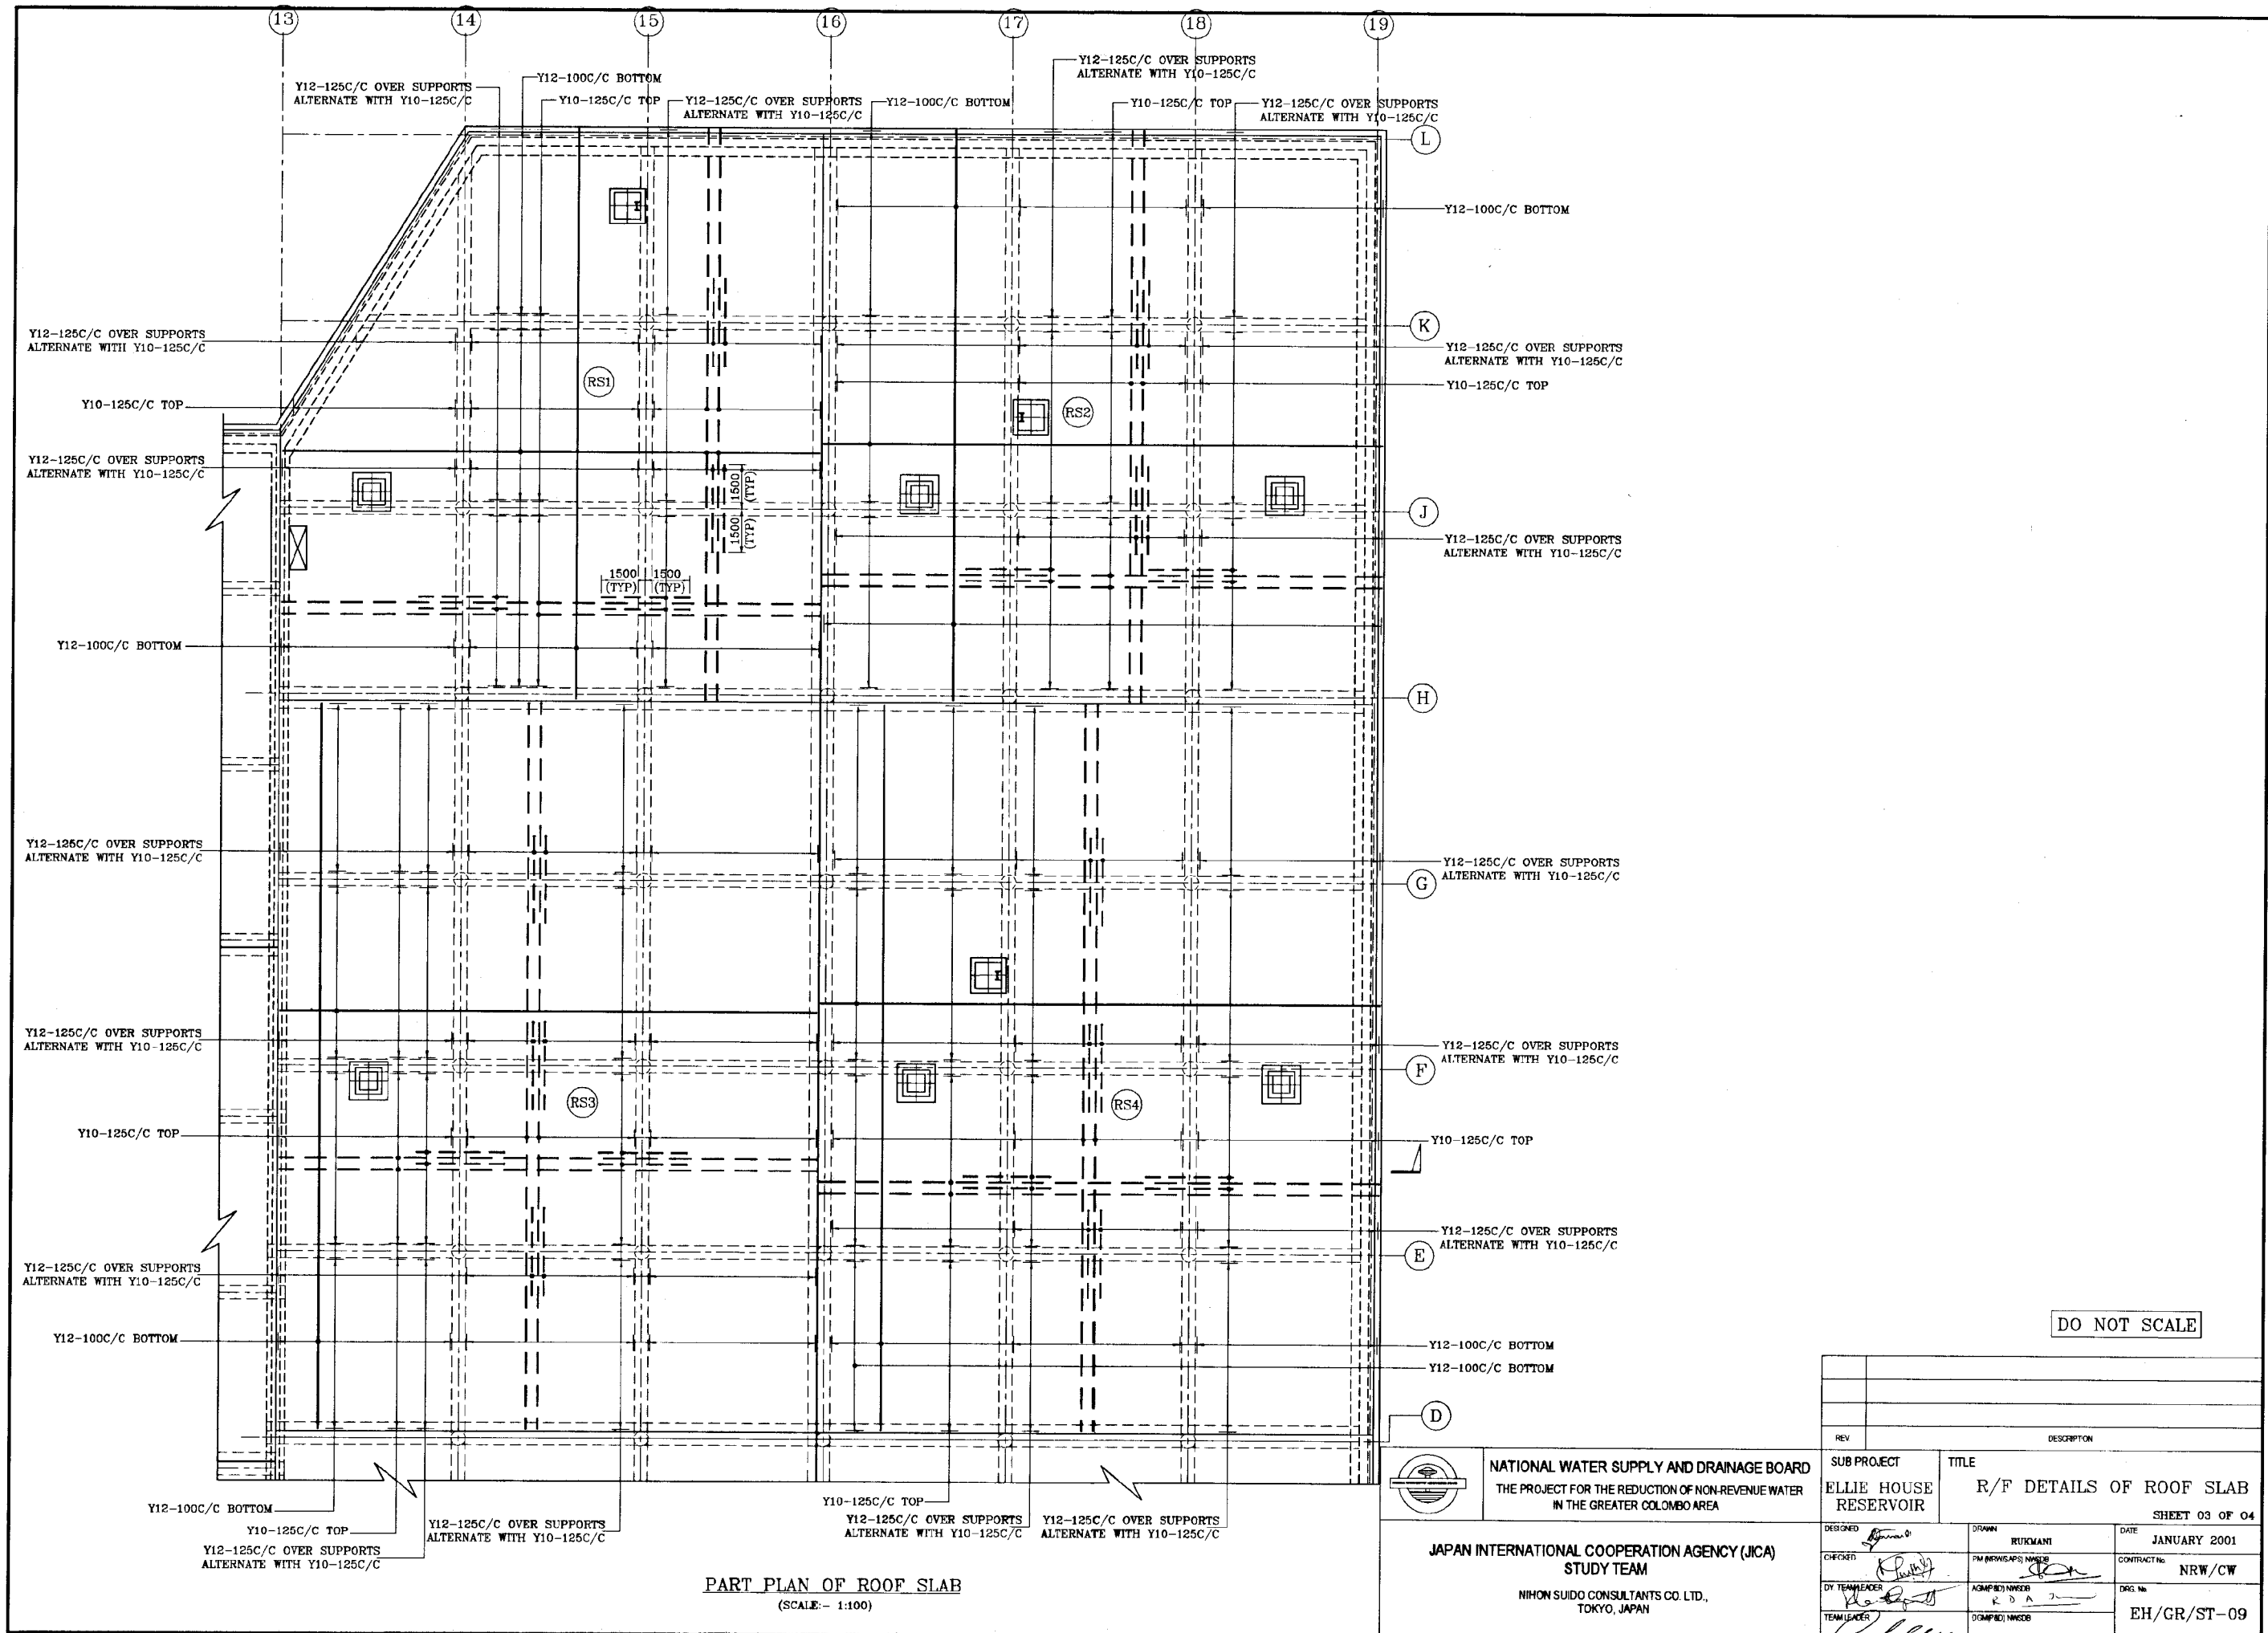 13
14
15
16
17
18
19
Y12-125C/C OVER SUPPORTS
ALTERNATE WITH Y10-125C/C
Y12-100C/C BOTTOM
Y10-125C/C TOP
Y12-125C/C OVER SUPPORTS
ALTERNATE WITH Y10-125C/C
Y12-100C/C BOTTOM
Y12-125C/C OVER SUPPORTS
ALTERNATE WITH Y10-125C/C
Y10-125C/C TOP
Y12-125C/C OVER SUPPORTS
ALTERNATE WITH Y10-125C/C
L
Y12-100C/C BOTTOM
K
Y12-125C/C OVER SUPPORTS
ALTERNATE WITH Y10-125C/C
Y12-125C/C OVER SUPPORTS
ALTERNATE WITH Y10-125C/C
RS1
Y10-125C/C TOP
Y10-125C/C TOP
RS2
Y12-125C/C OVER SUPPORTS
ALTERNATE WITH Y10-125C/C
1500
(TYP)
1500
(TYP)
J
Y12-125C/C OVER SUPPORTS
ALTERNATE WITH Y10-125C/C
1500
(TYP)
1500
(TYP)
Y12-100C/C BOTTOM
H
Y12-125C/C OVER SUPPORTS
ALTERNATE WITH Y10-125C/C
Y12-125C/C OVER SUPPORTS
ALTERNATE WITH Y10-125C/C
G
Y12-125C/C OVER SUPPORTS
ALTERNATE WITH Y10-125C/C
Y12-125C/C OVER SUPPORTS
ALTERNATE WITH Y10-125C/C
F
RS3
RS4
Y10-125C/C TOP
Y10-125C/C TOP
Y12-125C/C OVER SUPPORTS
ALTERNATE WITH Y10-125C/C
E
Y12-125C/C OVER SUPPORTS
ALTERNATE WITH Y10-125C/C
Y12-100C/C BOTTOM
Y12-100C/C BOTTOM
Y12-100C/C BOTTOM
D
Y12-100C/C BOTTOM
Y10-125C/C TOP
Y12-125C/C OVER SUPPORTS
ALTERNATE WITH Y10-125C/C
Y12-125C/C OVER SUPPORTS
ALTERNATE WITH Y10-125C/C
Y10-125C/C TOP
Y12-125C/C OVER SUPPORTS
ALTERNATE WITH Y10-125C/C
Y12-125C/C OVER SUPPORTS
ALTERNATE WITH Y10-125C/C
PART PLAN OF ROOF SLAB
(SCALE:- 1:100)
DO NOT SCALE
REV
DESCRIPTION
NATIONAL WATER SUPPLY AND DRAINAGE BOARD
THE PROJECT FOR THE REDUCTION OF NON-REVENUE WATER
IN THE GREATER COLOMBO AREA
SUB PROJECT
ELLIE HOUSE
RESERVOIR
TITLE
R/F DETAILS OF ROOF SLAB
SHEET 03 OF 04
JAPAN INTERNATIONAL COOPERATION AGENCY (JICA)
STUDY TEAM
NIHON SUIDO CONSULTANTS CO. LTD.,
TOKYO, JAPAN
DESIGNED
DRAWN
RUKMANI
DATE
JANUARY 2001
CHECKED
PM (NRW/SAPS) NWSDB
CONTRACT No.
NRW/CW
DY. TEAM LEADER
AGM(P&D) NWSDB
R D A
DRG. No
EH/GR/ST-09
TEAM LEADER
DGM(P&D) NWSDB